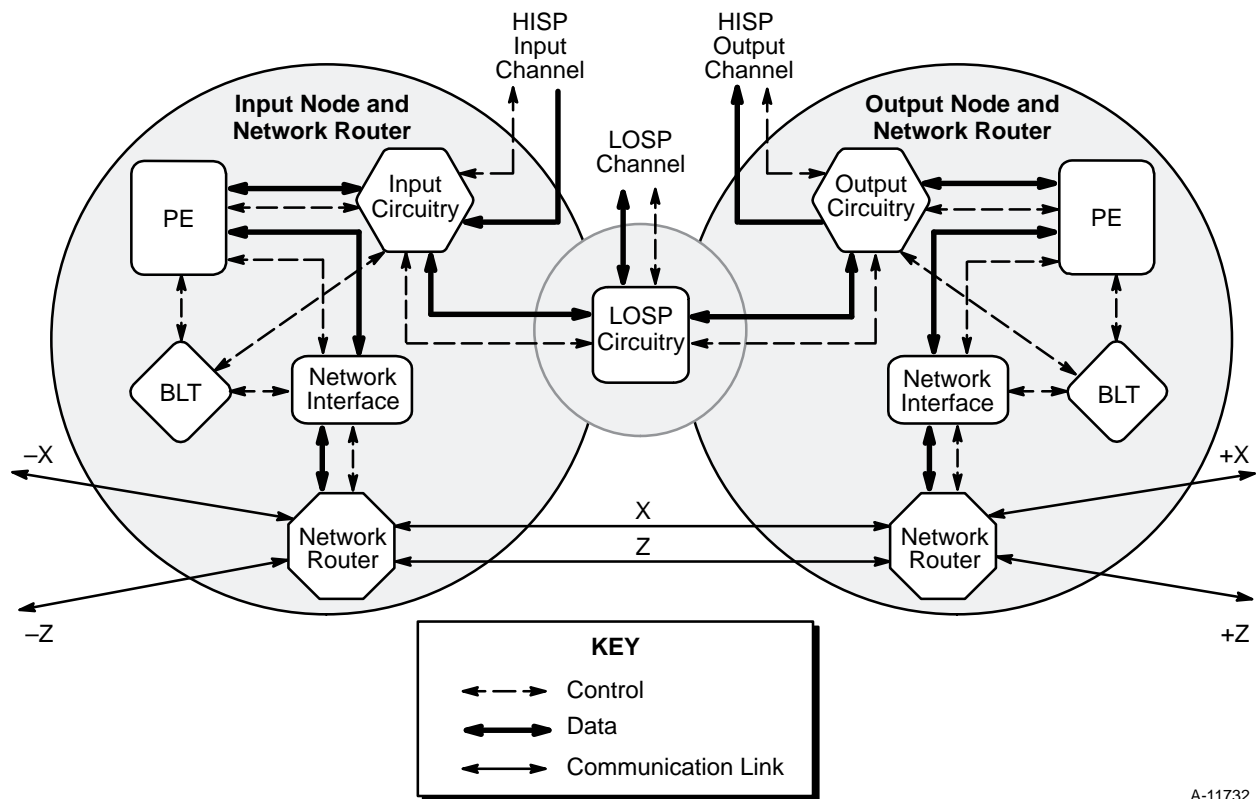 HISP
Input
Channel
HISP
Output
Channel
Input Node and
Network Router
Output Node and
Network Router
LOSP
Channel
PE
Input
Circuitry
Output
Circuitry
PE
LOSP
Circuitry
BLT
Network
Interface
Network
Interface
BLT
–X
+X
X
Z
Network
Router
Network
Router
–Z
+Z
KEY
Control
Data
Communication Link
A-11732